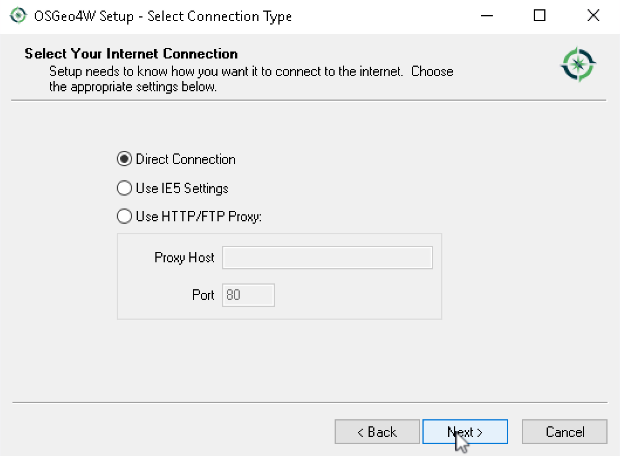 OSGeo4W Setup - Select Connection Type
Select Your Internet Connection
Setup needs to know how you want it to connect to the internet. Choose
the appropriate settings below.
Direct Connection
Use IE5 Settings
Use HTTP/FTP Proxy:
Proxy Host
Port 80
< Back Next > Cancel